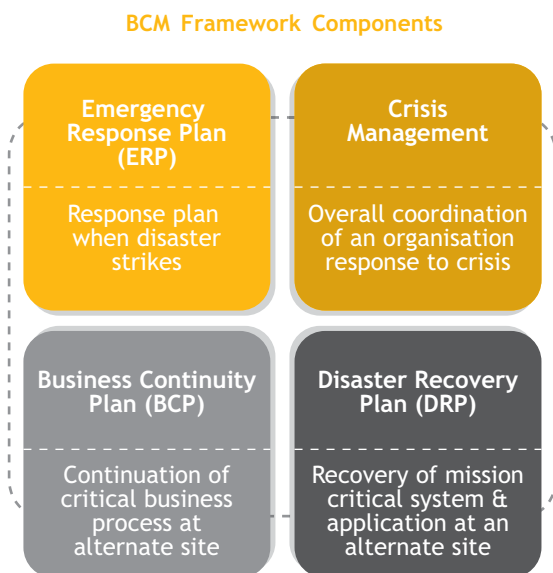 BCM Framework Components
Emergency
Response Plan
(ERP)
Response plan
when disaster
strikes
Crisis
Management
Overall coordination
of an organisation
response to crisis
Business Continuity
Plan (BCP)
Continuation of
critical business
process at
alternate site
Disaster Recovery
Plan (DRP)
Recovery of mission
critical system &
application at an
alternate site